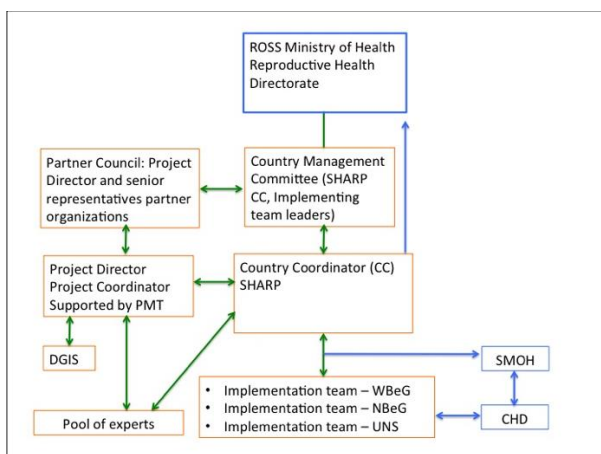 ROSS Ministry of Health
Reproductive Health
Directorate
Partner Council: Project
Director and senior
representatives partner
organizations
Country Management
Committee (SHARP
CC, Implementing
team leaders)
Project Director
Project Coordinator
Supported by PMT
Country Coordinator (CC)
SHARP
DGIS
SMOH
• Implementation team – WBeG
• Implementation team – NBeG
• Implementation team – UNS
Pool of experts
CHD